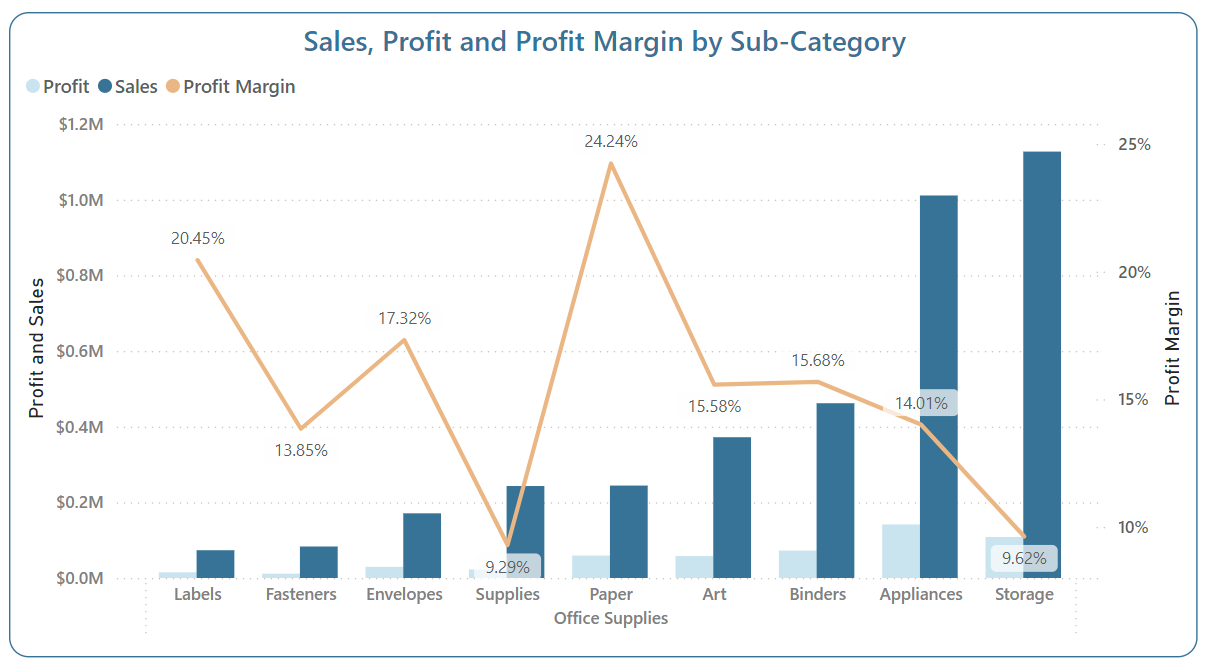 Sales, Profit and Profit Margin by Sub-Category
Profit Sales Profit Margin
$1.2M
$1.0M
$0.8M
$0.6M
$0.4M
$0.2M
$0.0M
Profit and Sales
20.45%
13.85%
17.32%
9.29%
24.24%
15.58%
15.68%
14.01%
9.62%
25%
20%
15%
10%
Profit Margin
Labels Fasteners Envelopes Supplies Paper Art Binders Appliances Storage
Office Supplies